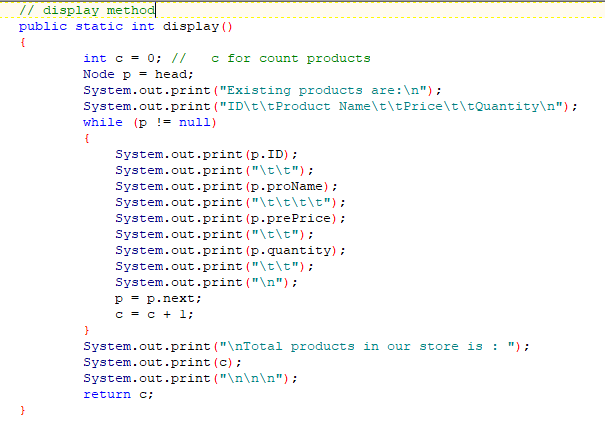 // display method
public static int display()
{
int c = 0; //   c for count products
Node p = head;
System.out.print("Existing products are:\n");
System.out.print("ID\t\tProduct Name\t\tPrice\t\tQuantity\n");
while (p != null)
{
System.out.print(p.ID);
System.out.print("\t\t");
System.out.print(p.proName);
System.out.print("\t\t\t\t");
System.out.print(p.prePrice);
System.out.print("\t\t");
System.out.print(p.quantity);
System.out.print("\t\t");
System.out.print("\n");
p = p.next;
c = c + 1;
}
System.out.print("\nTotal products in our store is : ");
System.out.print(c);
System.out.print("\n\n\n");
return c;
}